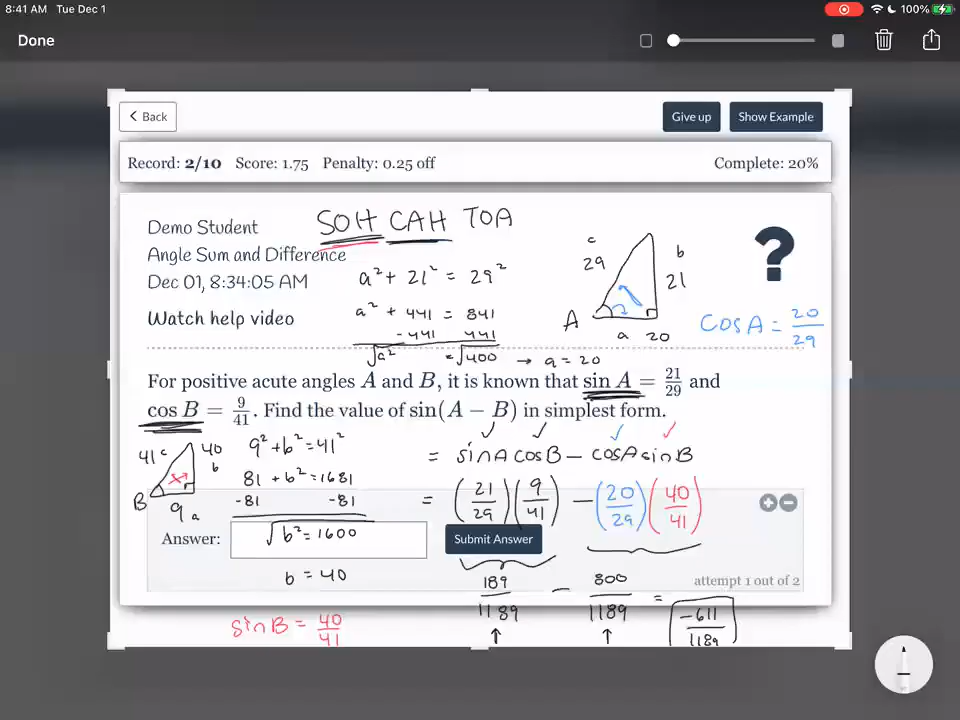 8:41 AM Tue Dec 1
100%
Done
Back
Give up
Show Example
Record: 2/10 Score: 1.75 Penalty: 0.25 off
Complete: 20%
Demo Student
SOH CAH TOA
Angle Sum and Difference
Dec 01, 8:34:05 AM
Watch help video
a² + 21² = 29²
a² + 441 = 841
-441 441
√a² = √400 → a = 20
c
29
b
21
A
a 20
?
cosA = 20/29
For positive acute angles A and B, it is known that sin A = 21/29 and
cos B = 9/41. Find the value of sin(A − B) in simplest form.
41 c
40
b
B
9 a
x
9² + b² = 41²
81 + b² = 1681
-81 -81
√b² = 1600
b = 40
sinB = 40/41
= sinA cosB − cosA sinB
= (21/29)(9/41) − (20/29)(40/41)
Answer:
Submit Answer
attempt 1 out of 2
189/1189 − 800/1189 = -611/1189